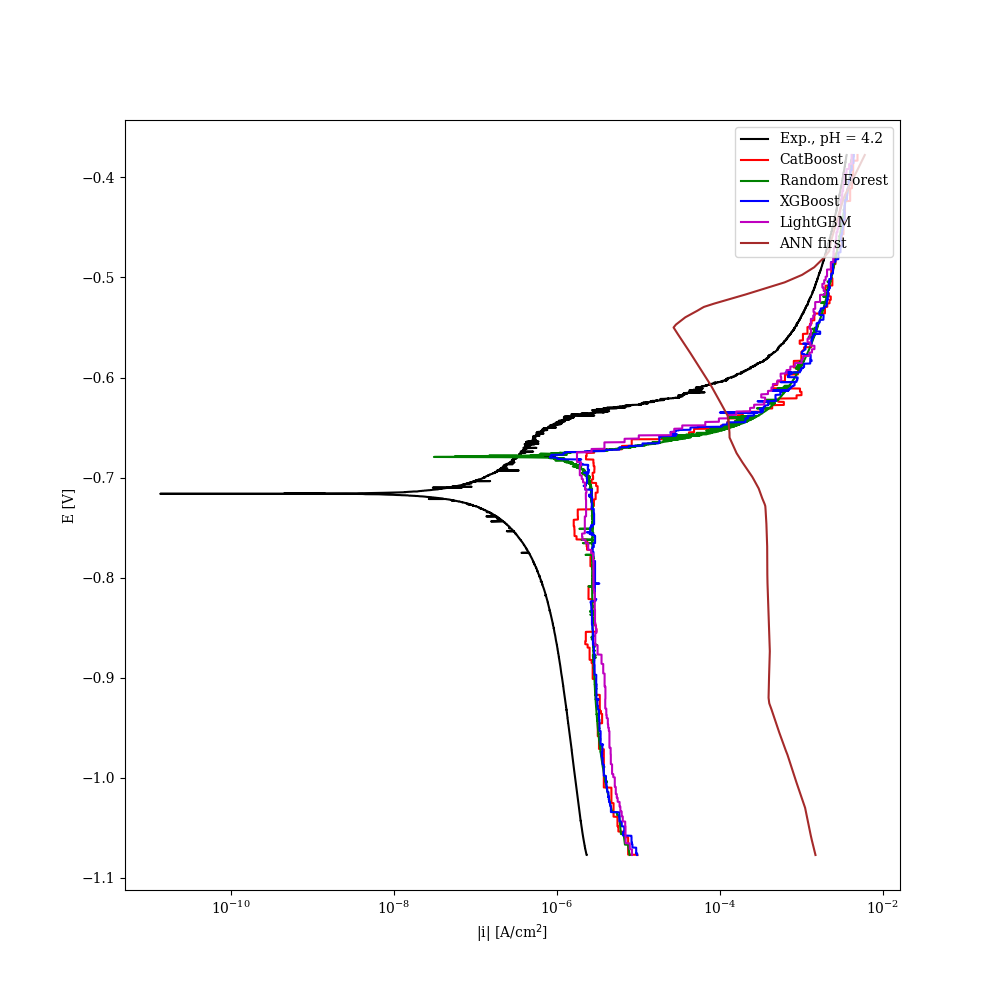 Exp., pH = 4.2
CatBoost
Random Forest
XGBoost
LightGBM
ANN first
−0.4
−0.5
−0.6
−0.7
−0.8
−0.9
−1.0
−1.1
E [V]
10⁻¹⁰ 10⁻⁸ 10⁻⁶ 10⁻⁴ 10⁻²
|i| [A/cm²]